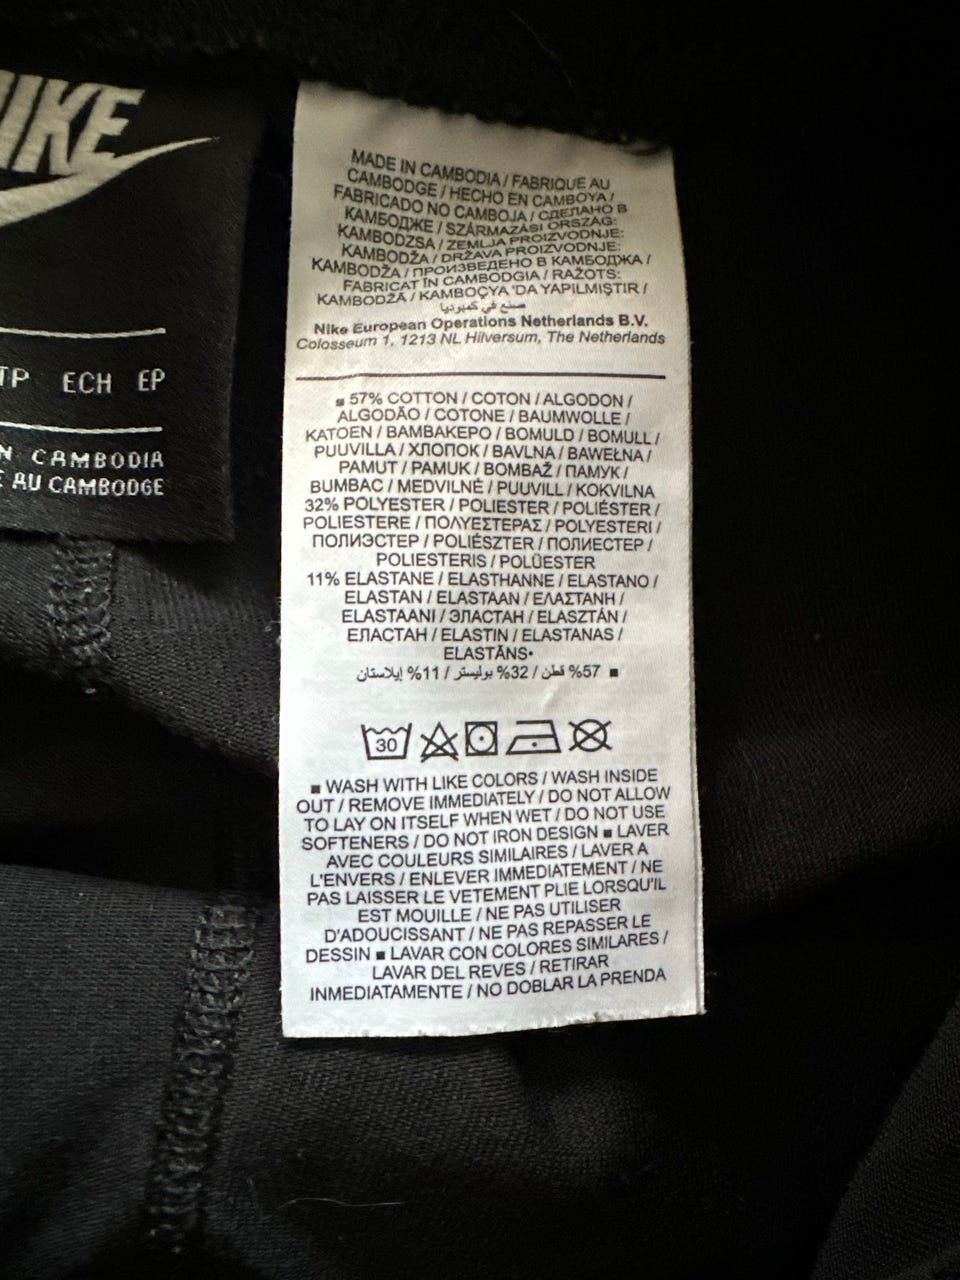 NIKE
TP ECH EP
CAMBODIA
AU CAMBODGE
MADE IN CAMBODIA / FABRIQUE AU
CAMBODGE / HECHO EN CAMBOYA /
FABRICADO NO CAMBOJA / СДЕЛАНО В
КАМБОДЖЕ / SZÁRMAZÁSI ORSZÁG:
KAMBODZSA / ZEMLJA PROIZVODNJE:
KAMBODŽA / DRŽAVA PROIZVODNJE:
KAMBODŽA / ПРОИЗВЕДЕНО В КАМБОДЖА /
FABRICAT ÎN CAMBODGIA / RAŽOTS:
KAMBODŽĀ / KAMBOÇYA 'DA YAPILMIŞTIR /
صنع في كمبوديا
Nike European Operations Netherlands B.V.
Colosseum 1, 1213 NL Hilversum, The Netherlands
■ 57% COTTON / COTON / ALGODON /
ALGODÃO / COTONE / BAUMWOLLE /
KATOEN / ΒΑΜΒΑΚΕΡΟ / BOMULD / BOMULL /
PUUVILLA / ХЛОПОК / BAVLNA / BAWEŁNA /
PAMUT / PAMUK / BOMBAŽ / ПАМУК /
BUMBAC / MEDVILNĖ / PUUVILL / KOKVILNA
32% POLYESTER / POLIESTER / POLIÉSTER /
POLIESTERE / ΠΟΛΥΕΣΤΕΡΑΣ / POLYESTERI /
ПОЛИЭСТЕР / POLIÉSZTER / ПОЛИЕСТЕР /
POLIESTERIS / POLÜESTER
11% ELASTANE / ELASTHANNE / ELASTANO /
ELASTAN / ELASTAAN / ΕΛΑΣΤΑΝΗ /
ELASTAANI / ЭЛАСТАН / ELASZTÁN /
ЕЛАСТАН / ELASTIN / ELASTANAS /
ELASTĀNS•
■ 57% قطن / 32% بوليستر / 11% إيلاستان
30
■ WASH WITH LIKE COLORS / WASH INSIDE
OUT / REMOVE IMMEDIATELY / DO NOT ALLOW
TO LAY ON ITSELF WHEN WET / DO NOT USE
SOFTENERS / DO NOT IRON DESIGN ■ LAVER
AVEC COULEURS SIMILAIRES / LAVER A
L'ENVERS / ENLEVER IMMEDIATEMENT / NE
PAS LAISSER LE VETEMENT PLIE LORSQU'IL
EST MOUILLE / NE PAS UTILISER
D'ADOUCISSANT / NE PAS REPASSER LE
DESSIN ■ LAVAR CON COLORES SIMILARES /
LAVAR DEL REVES / RETIRAR
INMEDIATAMENTE / NO DOBLAR LA PRENDA